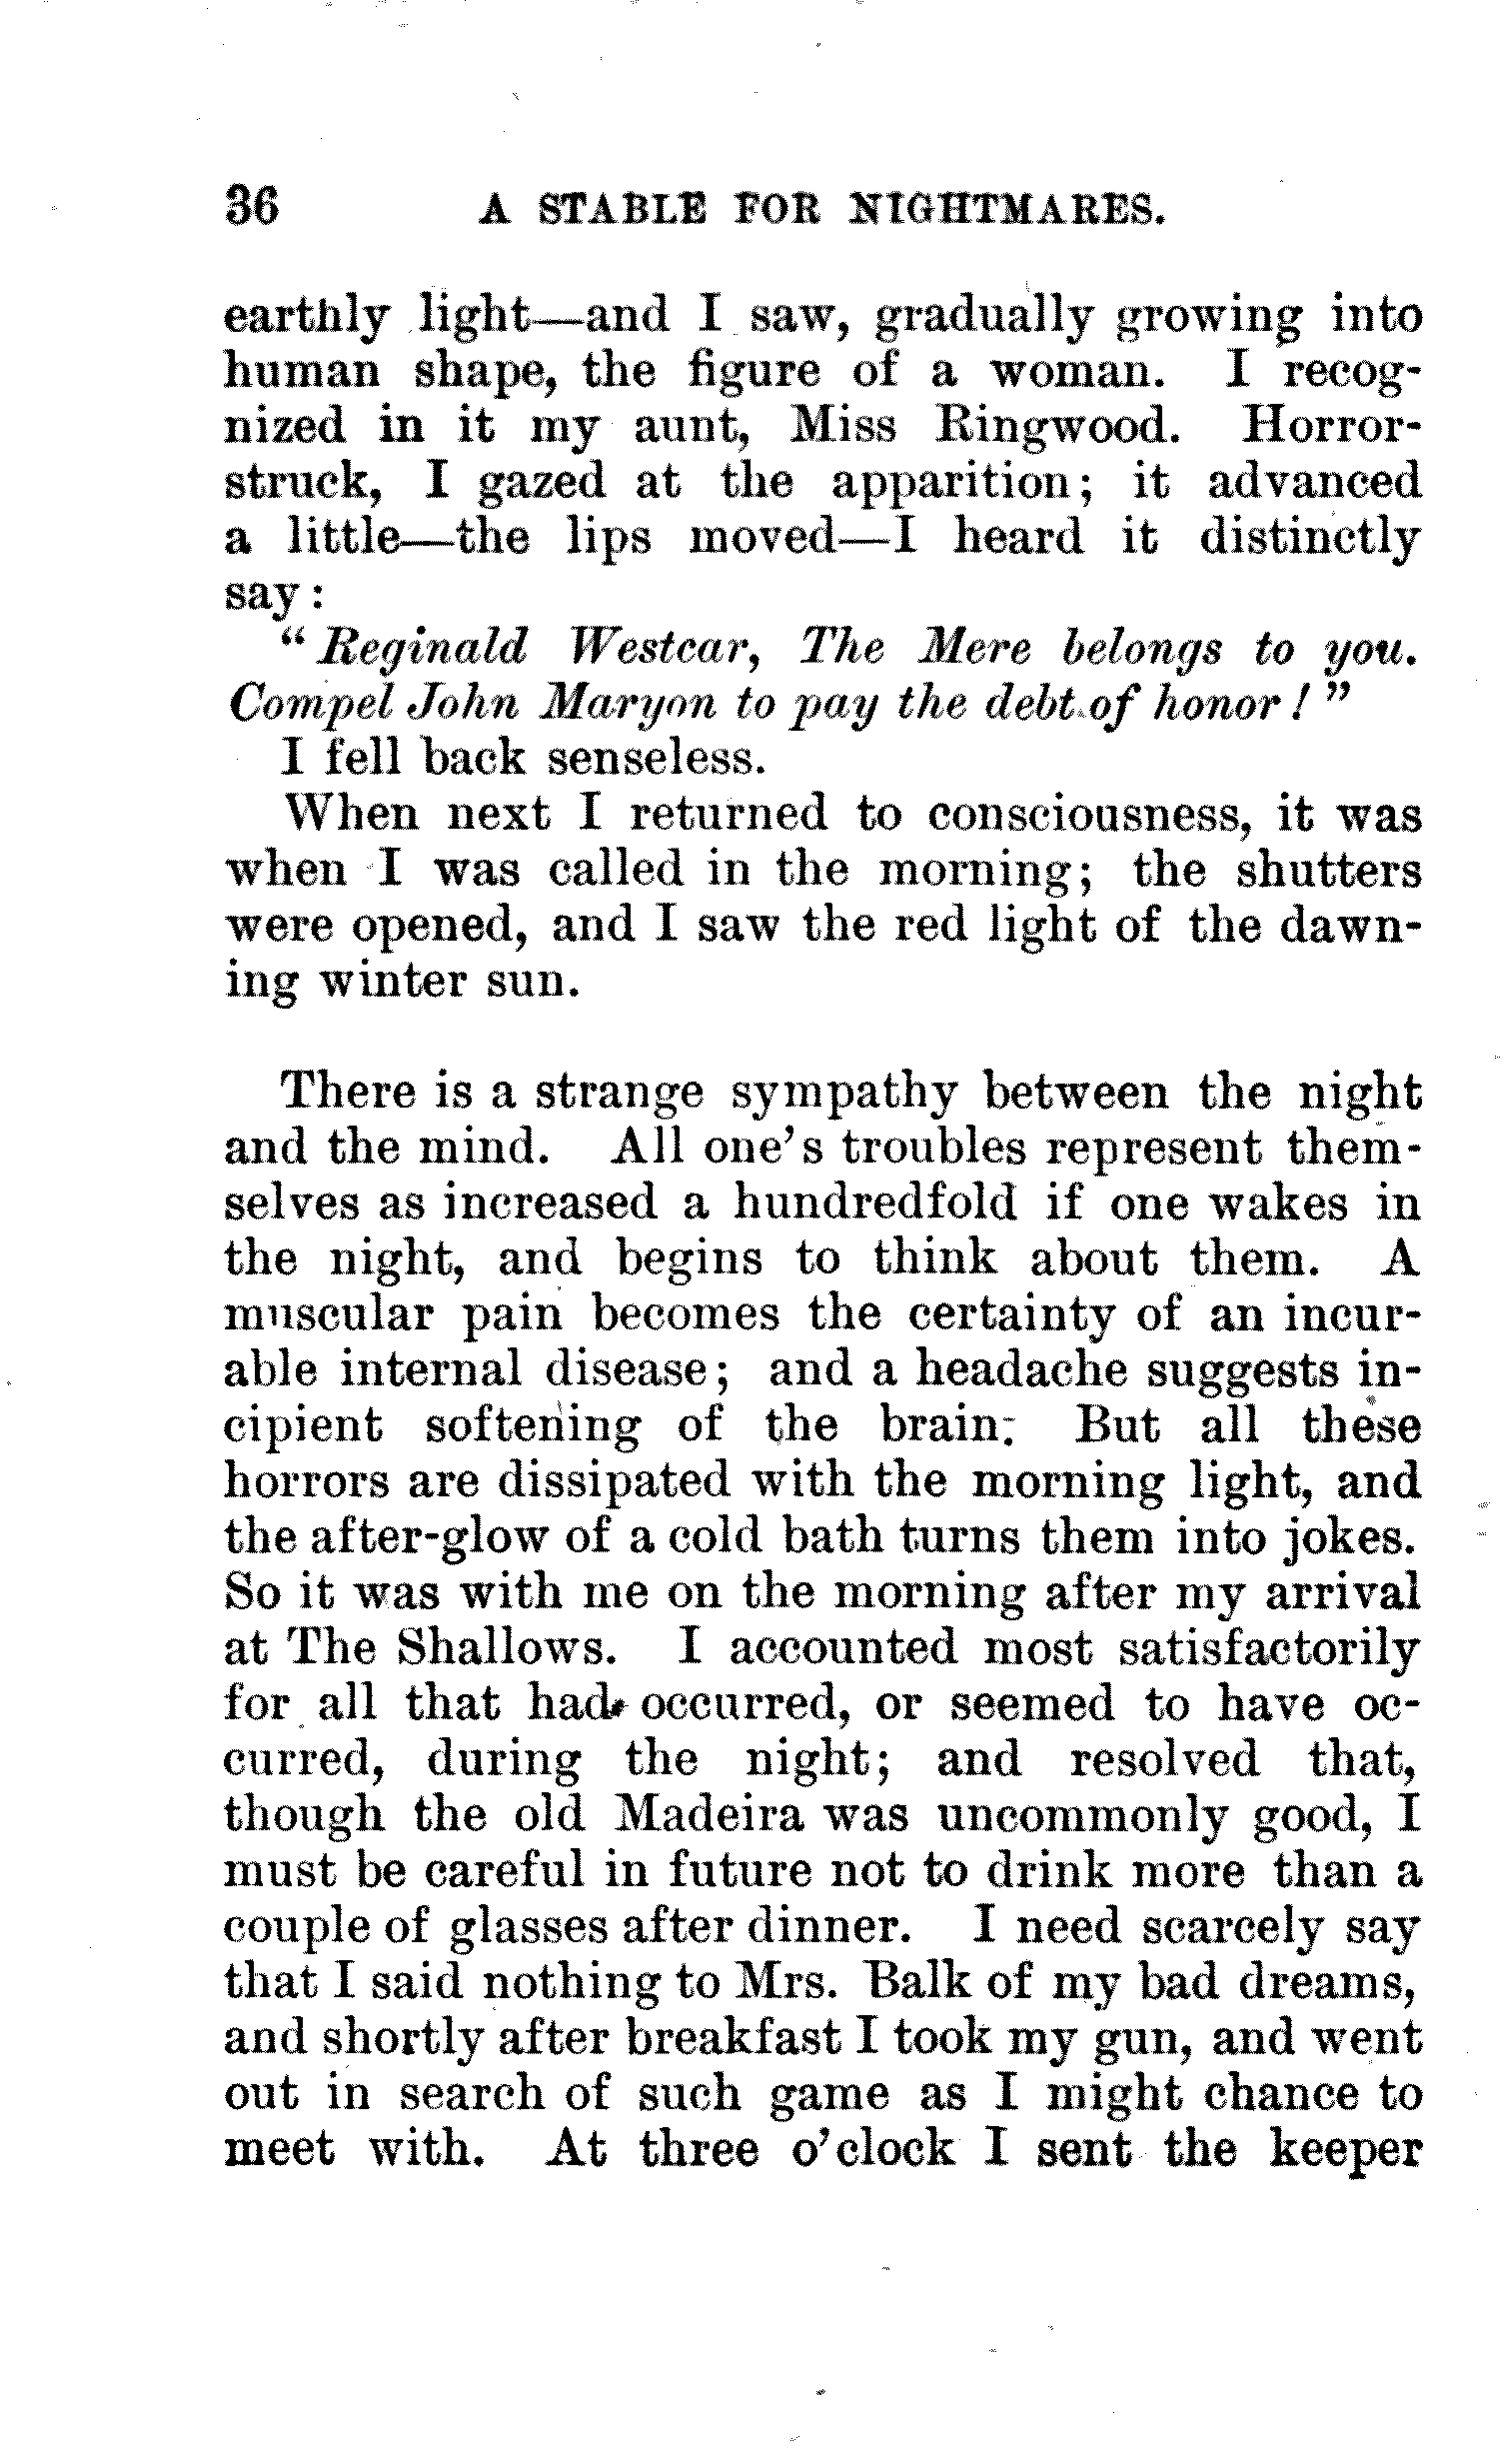 36 A STABLE FOR NIGHTMARES.
earthly light—and I saw, gradually growing into
human shape, the figure of a woman. I recog-
nized in it my aunt, Miss Ringwood. Horror-
struck, I gazed at the apparition; it advanced
a little—the lips moved—I heard it distinctly
say:
“Reginald Westcar, The Mere belongs to you.
Compel John Maryon to pay the debt of honor!”
I fell back senseless.
When next I returned to consciousness, it was
when I was called in the morning; the shutters
were opened, and I saw the red light of the dawn-
ing winter sun.
There is a strange sympathy between the night
and the mind. All one’s troubles represent them-
selves as increased a hundredfold if one wakes in
the night, and begins to think about them. A
muscular pain becomes the certainty of an incur-
able internal disease; and a headache suggests in-
cipient softening of the brain. But all these
horrors are dissipated with the morning light, and
the after-glow of a cold bath turns them into jokes.
So it was with me on the morning after my arrival
at The Shallows. I accounted most satisfactorily
for all that had occurred, or seemed to have oc-
curred, during the night; and resolved that,
though the old Madeira was uncommonly good, I
must be careful in future not to drink more than a
couple of glasses after dinner. I need scarcely say
that I said nothing to Mrs. Balk of my bad dreams,
and shortly after breakfast I took my gun, and went
out in search of such game as I might chance to
meet with. At three o’clock I sent the keeper